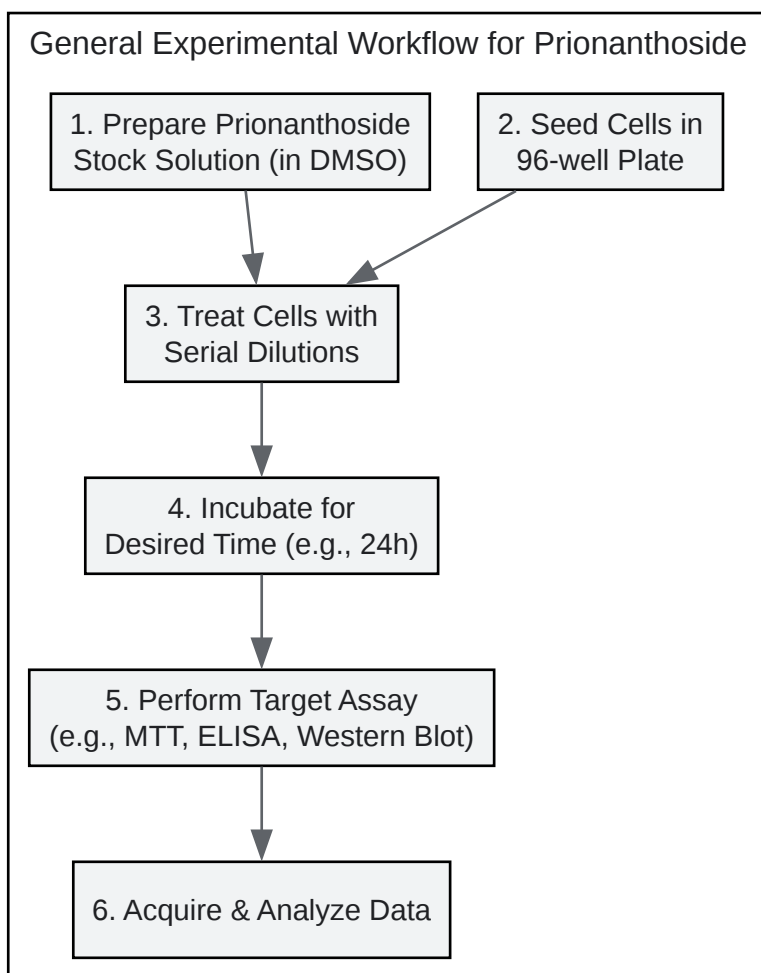 General Experimental Workflow for Prionanthoside
1. Prepare Prionanthoside
Stock Solution (in DMSO)
2. Seed Cells in
96-well Plate
3. Treat Cells with
Serial Dilutions
4. Incubate for
Desired Time (e.g., 24h)
5. Perform Target Assay
(e.g., MTT, ELISA, Western Blot)
6. Acquire & Analyze Data